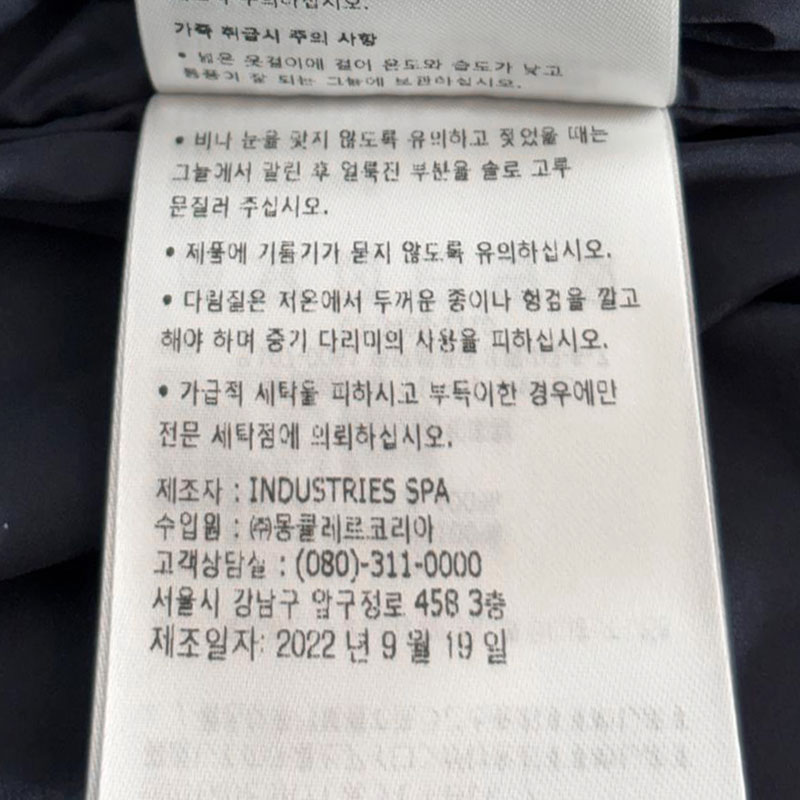 가죽 취급시 주의 사항
• 넓은 옷걸이에 걸어 온도와 습도가 낮고
통풍이 잘 되는 그늘에 보관하십시오.
• 비나 눈을 맞지 않도록 유의하고 젖었을 때는
그늘에서 말린 후 얼룩진 부분을 솔로 고루
문질러 주십시오.
• 제품에 기름기가 묻지 않도록 유의하십시오.
• 다림질은 저온에서 두꺼운 종이나 헝겊을 깔고
해야 하며 증기 다리미의 사용을 피하십시오.
• 가급적 세탁을 피하시고 부득이한 경우에만
전문 세탁점에 의뢰하십시오.
제조자 : INDUSTRIES SPA
수입원 : ㈜몽클레르코리아
고객상담실 : (080)-311-0000
서울시 강남구 압구정로 458 3층
제조일자: 2022 년 9 월 19 일